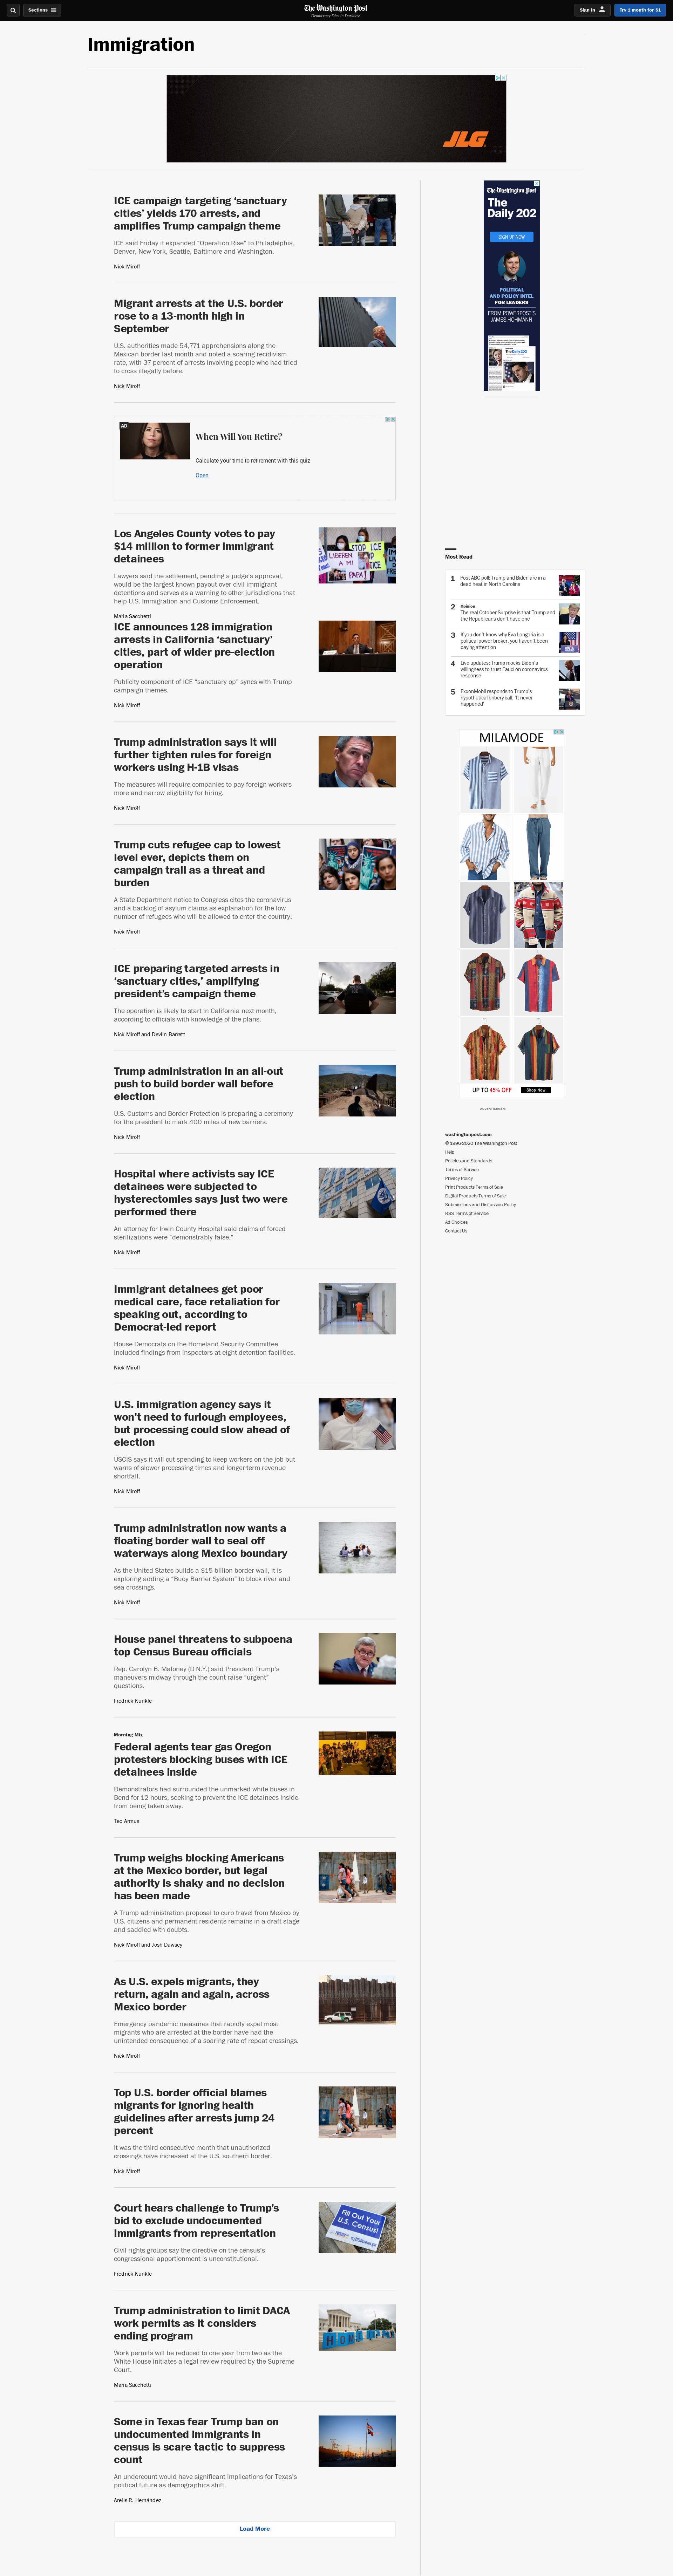 Sections
The Washington Post
Democracy Dies in Darkness
Sign In
Try 1 month for $1
Immigration
JLG
ICE campaign targeting ‘sanctuary
cities’ yields 170 arrests, and
amplifies Trump campaign theme
ICE said Friday it expanded “Operation Rise” to Philadelphia,
Denver, New York, Seattle, Baltimore and Washington.
Nick Miroff
Migrant arrests at the U.S. border
rose to a 13-month high in
September
U.S. authorities made 54,771 apprehensions along the
Mexican border last month and noted a soaring recidivism
rate, with 37 percent of arrests involving people who had tried
to cross illegally before.
Nick Miroff
AD
When Will You Retire?
Calculate your time to retirement with this quiz
Open
Los Angeles County votes to pay
$14 million to former immigrant
detainees
Lawyers said the settlement, pending a judge’s approval,
would be the largest known payout over civil immigrant
detentions and serves as a warning to other jurisdictions that
help U.S. Immigration and Customs Enforcement.
Maria Sacchetti
ICE announces 128 immigration
arrests in California ‘sanctuary’
cities, part of wider pre-election
operation
Publicity component of ICE “sanctuary op” syncs with Trump
campaign themes.
Nick Miroff
Trump administration says it will
further tighten rules for foreign
workers using H-1B visas
The measures will require companies to pay foreign workers
more and narrow eligibility for hiring.
Nick Miroff
Trump cuts refugee cap to lowest
level ever, depicts them on
campaign trail as a threat and
burden
A State Department notice to Congress cites the coronavirus
and a backlog of asylum claims as explanation for the low
number of refugees who will be allowed to enter the country.
Nick Miroff
ICE preparing targeted arrests in
‘sanctuary cities,’ amplifying
president’s campaign theme
The operation is likely to start in California next month,
according to officials with knowledge of the plans.
Nick Miroff and Devlin Barrett
Trump administration in an all-out
push to build border wall before
election
U.S. Customs and Border Protection is preparing a ceremony
for the president to mark 400 miles of new barriers.
Nick Miroff
Hospital where activists say ICE
detainees were subjected to
hysterectomies says just two were
performed there
An attorney for Irwin County Hospital said claims of forced
sterilizations were “demonstrably false.”
Nick Miroff
Immigrant detainees get poor
medical care, face retaliation for
speaking out, according to
Democrat-led report
House Democrats on the Homeland Security Committee
included findings from inspectors at eight detention facilities.
Nick Miroff
U.S. immigration agency says it
won’t need to furlough employees,
but processing could slow ahead of
election
USCIS says it will cut spending to keep workers on the job but
warns of slower processing times and longer-term revenue
shortfall.
Nick Miroff
Trump administration now wants a
floating border wall to seal off
waterways along Mexico boundary
As the United States builds a $15 billion border wall, it is
exploring adding a “Buoy Barrier System” to block river and
sea crossings.
Nick Miroff
House panel threatens to subpoena
top Census Bureau officials
Rep. Carolyn B. Maloney (D-N.Y.) said President Trump’s
maneuvers midway through the count raise “urgent”
questions.
Fredrick Kunkle
Morning Mix
Federal agents tear gas Oregon
protesters blocking buses with ICE
detainees inside
Demonstrators had surrounded the unmarked white buses in
Bend for 12 hours, seeking to prevent the ICE detainees inside
from being taken away.
Teo Armus
Trump weighs blocking Americans
at the Mexico border, but legal
authority is shaky and no decision
has been made
A Trump administration proposal to curb travel from Mexico by
U.S. citizens and permanent residents remains in a draft stage
and saddled with doubts.
Nick Miroff and Josh Dawsey
As U.S. expels migrants, they
return, again and again, across
Mexico border
Emergency pandemic measures that rapidly expel most
migrants who are arrested at the border have had the
unintended consequence of a soaring rate of repeat crossings.
Nick Miroff
Top U.S. border official blames
migrants for ignoring health
guidelines after arrests jump 24
percent
It was the third consecutive month that unauthorized
crossings have increased at the U.S. southern border.
Nick Miroff
Court hears challenge to Trump’s
bid to exclude undocumented
immigrants from representation
Civil rights groups say the directive on the census’s
congressional apportionment is unconstitutional.
Fredrick Kunkle
Fill Out Your
U.S. Census!
Trump administration to limit DACA
work permits as it considers
ending program
Work permits will be reduced to one year from two as the
White House initiates a legal review required by the Supreme
Court.
Maria Sacchetti
Some in Texas fear Trump ban on
undocumented immigrants in
census is scare tactic to suppress
count
An undercount would have significant implications for Texas’s
political future as demographics shift.
Arelis R. Hernández
Load More
The Washington Post
The
Daily 202
SIGN UP NOW
POLITICAL
AND POLICY INTEL
FOR LEADERS
FROM POWERPOST'S
JAMES HOHMANN
Most Read
1 Post-ABC poll: Trump and Biden are in a
dead heat in North Carolina
2 Opinion
The real October Surprise is that Trump and
the Republicans don’t have one
3 If you don’t know why Eva Longoria is a
political power broker, you haven’t been
paying attention
4 Live updates: Trump mocks Biden’s
willingness to trust Fauci on coronavirus
response
5 ExxonMobil responds to Trump’s
hypothetical bribery call: ‘It never
happened’
MILAMODE
UP TO 45% OFF
Shop Now
ADVERTISEMENT
washingtonpost.com
© 1996-2020 The Washington Post
Help
Policies and Standards
Terms of Service
Privacy Policy
Print Products Terms of Sale
Digital Products Terms of Sale
Submissions and Discussion Policy
RSS Terms of Service
Ad Choices
Contact Us